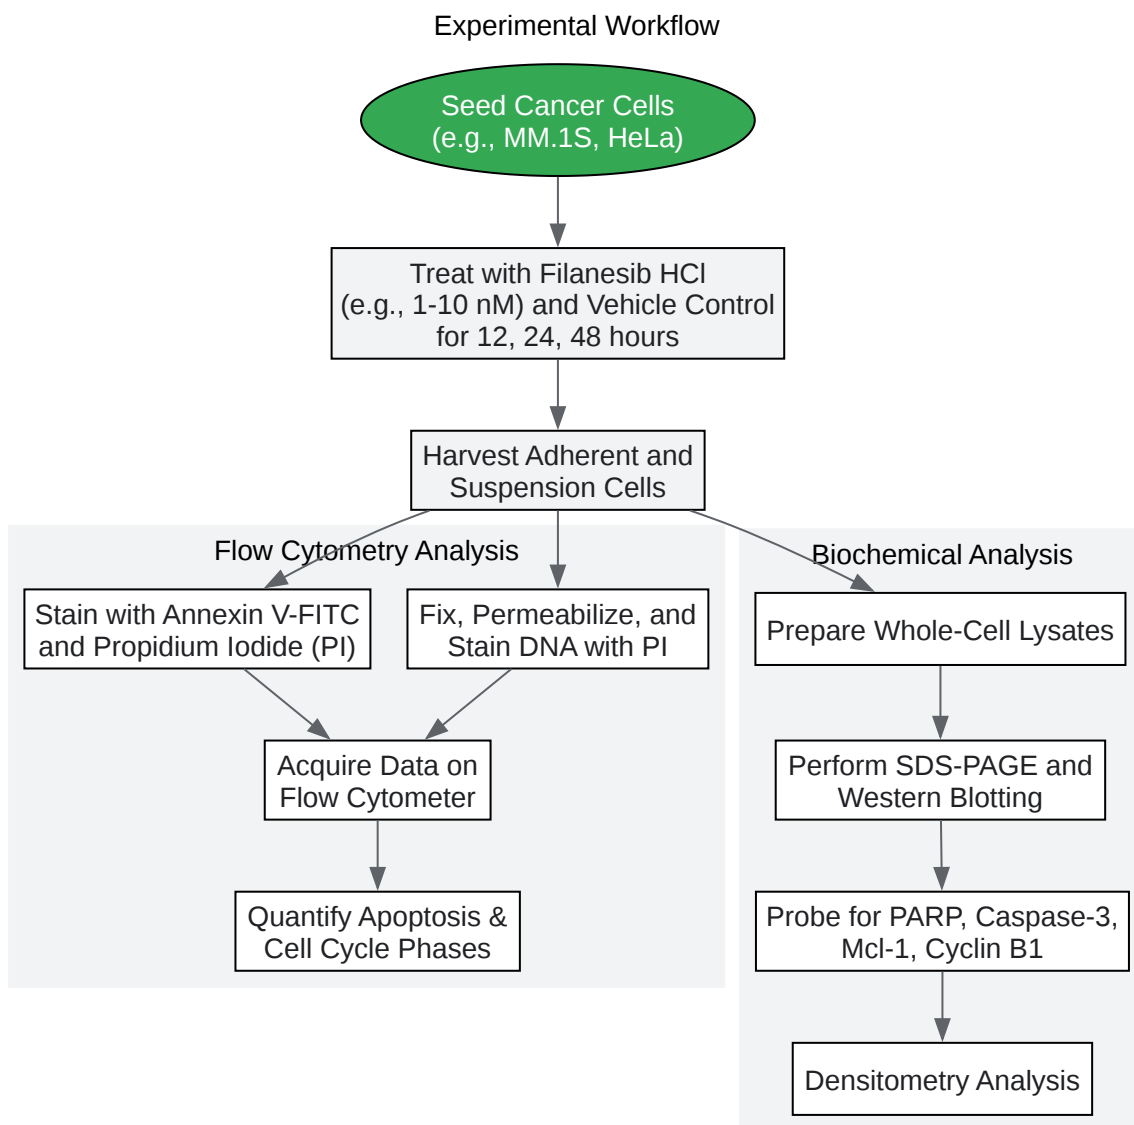 Experimental Workflow
Seed Cancer Cells
(e.g., MM.1S, HeLa)
Treat with Filanesib HCl
(e.g., 1-10 nM) and Vehicle Control
for 12, 24, 48 hours
Harvest Adherent and
Suspension Cells
Flow Cytometry Analysis
Stain with Annexin V-FITC
and Propidium Iodide (PI)
Fix, Permeabilize, and
Stain DNA with PI
Acquire Data on
Flow Cytometer
Quantify Apoptosis &
Cell Cycle Phases
Biochemical Analysis
Prepare Whole-Cell Lysates
Perform SDS-PAGE and
Western Blotting
Probe for PARP, Caspase-3,
Mcl-1, Cyclin B1
Densitometry Analysis